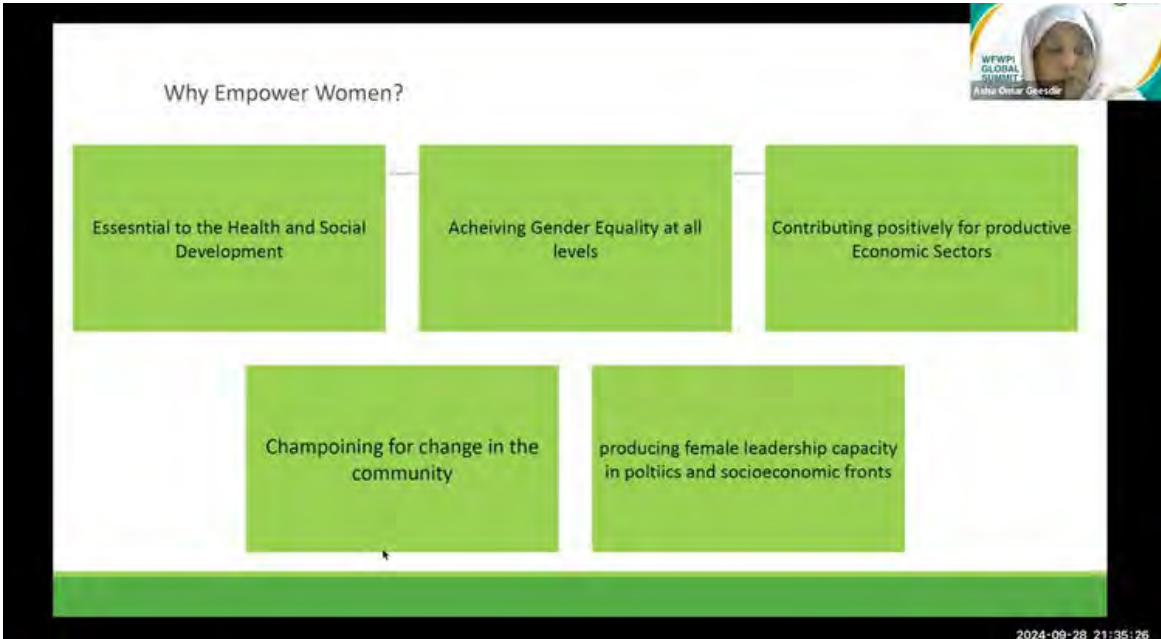 Why Empower Women?
WFWPI
GLOBAL
SUMMIT
Asha Omar Geesdir
Essesntial to the Health and Social
Development
Acheiving Gender Equality at all
levels
Contributing positively for productive
Economic Sectors
Champoining for change in the
community
producing female leadership capacity
in poltiics and socioeconomic fronts
2024-09-28 21:35:26